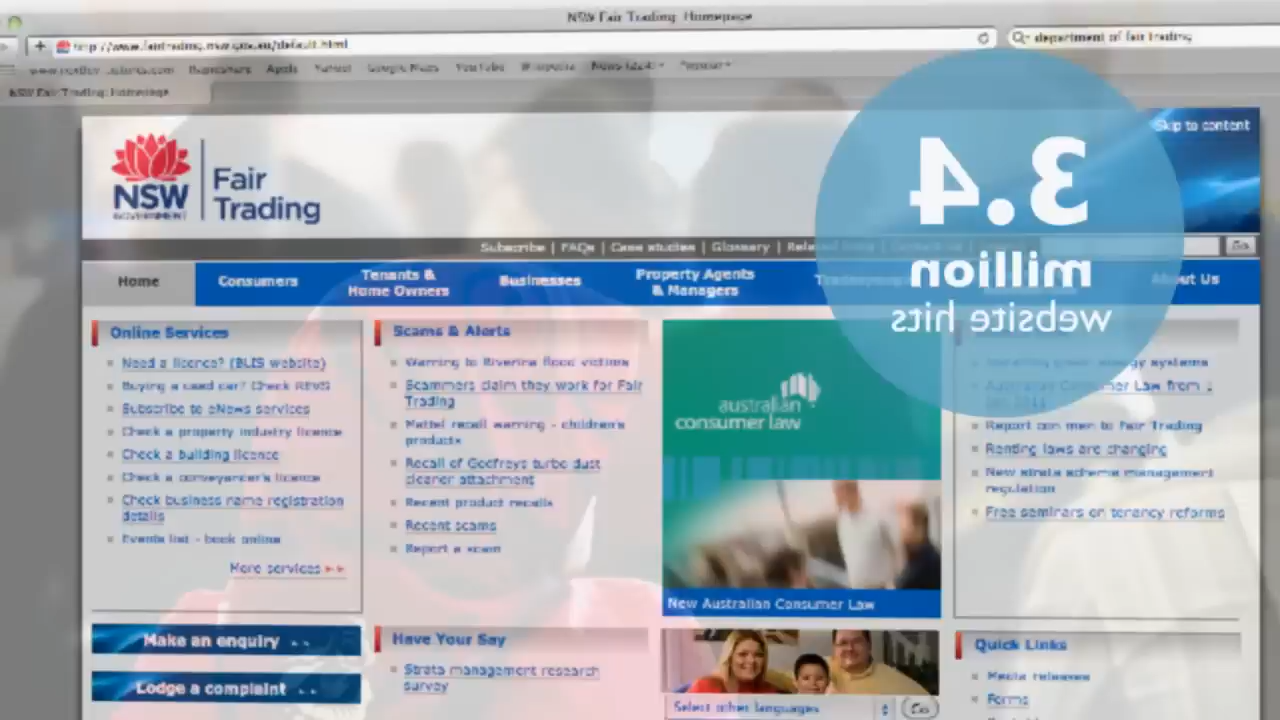 NSW Fair Trading: Homepage
http://www.fairtrading.nsw.gov.au/default.html
department of fair trading
Apple Yahoo! Google Maps YouTube Wikipedia News (224) Popular
NSW Fair Trading: Homepage
Skip to content
NSW
GOVERNMENT
Fair
Trading
3.4
million
website hits
Subscribe | FAQs | Case studies | Glossary |
Go
Home
Consumers
Tenants &
Home Owners
Businesses
Property Agents
& Managers
About Us
Online Services
Need a licence? (BLIS website)
Buying a used car? Check REVS
Subscribe to eNews services
Check a property industry licence
Check a building licence
Check a conveyancer's licence
Check business name registration
details
Events list - book online
More services
Make an enquiry
Lodge a complaint
Scams & Alerts
Warning to Riverina flood victims
Scammers claim they work for Fair
Trading
Mattel recall warning - children's
products
Recall of Godfreys turbo dust
cleaner attachment
Recent product recalls
Recent scams
Report a scam
Have Your Say
Strata management research
survey
australian
consumer law
New Australian Consumer Law
Select other languages
Go
energy systems
Australian Consumer Law from 1
Jan 2011
Report con men to Fair Trading
Renting laws are changing
New strata scheme management
regulation
Free seminars on tenancy reforms
Quick Links
Media releases
Forms